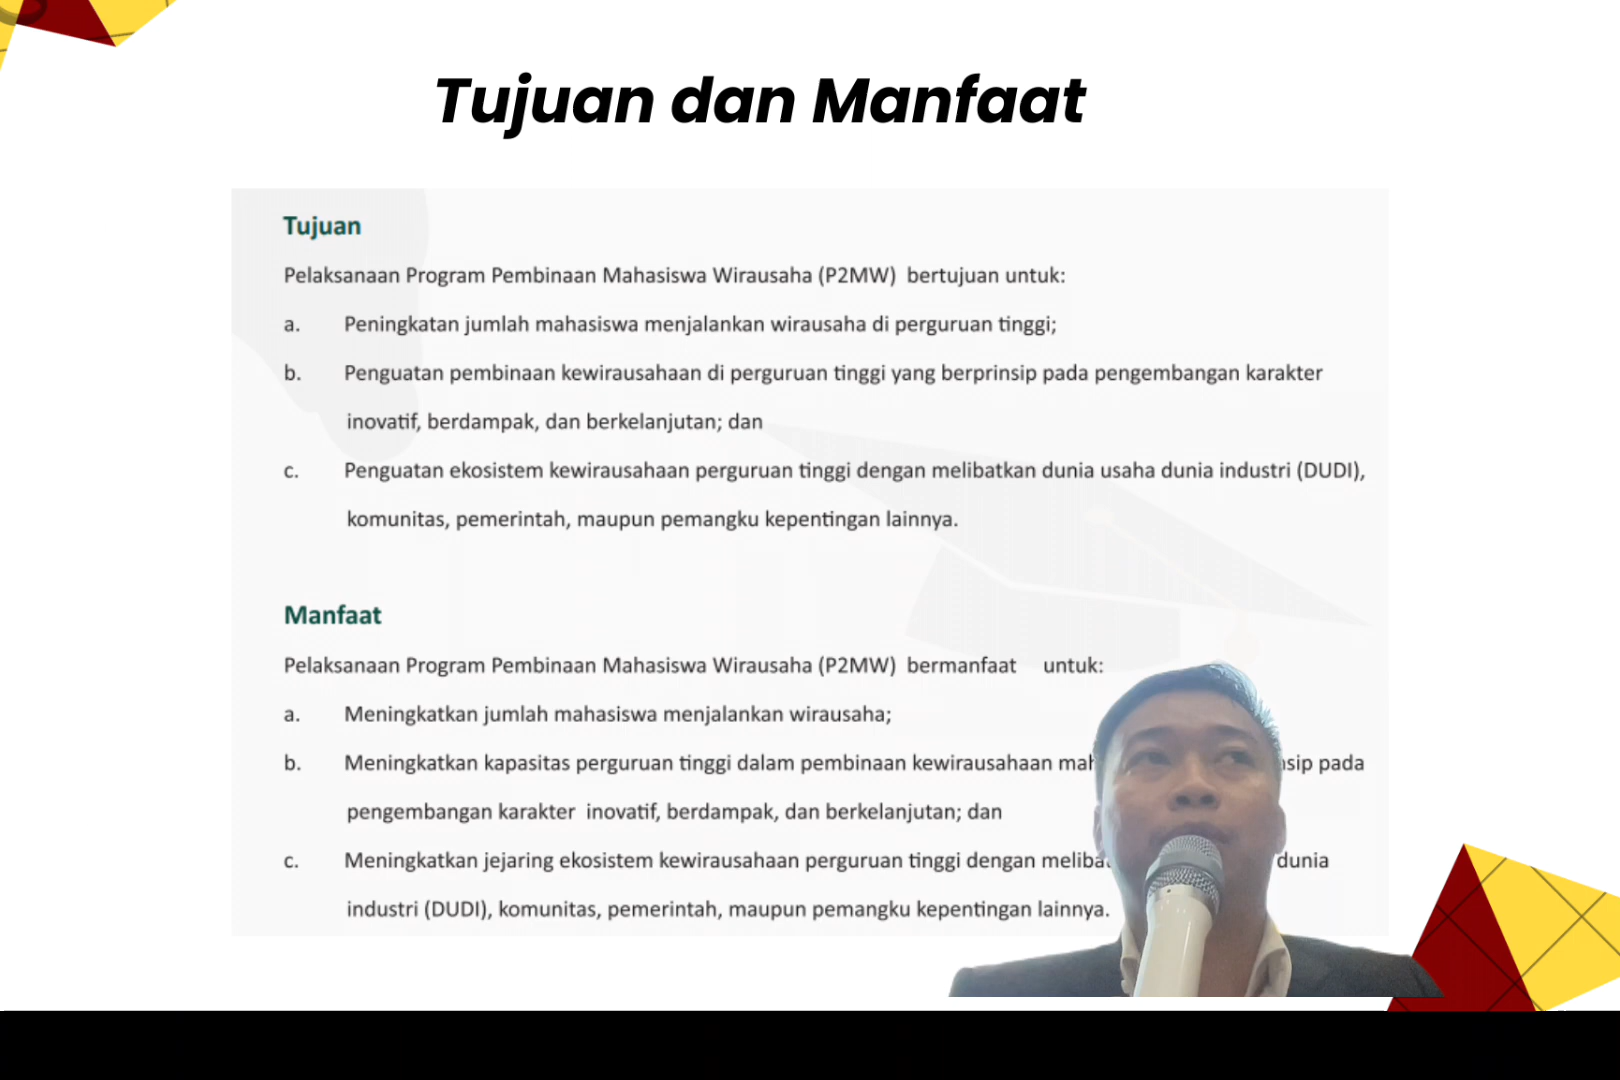 Tujuan dan Manfaat
Tujuan
Pelaksanaan Program Pembinaan Mahasiswa Wirausaha (P2MW) bertujuan untuk:
a. Peningkatan jumlah mahasiswa menjalankan wirausaha di perguruan tinggi;
b. Penguatan pembinaan kewirausahaan di perguruan tinggi yang berprinsip pada pengembangan karakter
inovatif, berdampak, dan berkelanjutan; dan
c. Penguatan ekosistem kewirausahaan perguruan tinggi dengan melibatkan dunia usaha dunia industri (DUDI),
komunitas, pemerintah, maupun pemangku kepentingan lainnya.
Manfaat
Pelaksanaan Program Pembinaan Mahasiswa Wirausaha (P2MW) bermanfaat untuk:
a. Meningkatkan jumlah mahasiswa menjalankan wirausaha;
b. Meningkatkan kapasitas perguruan tinggi dalam pembinaan kewirausahaan pada
pengembangan karakter inovatif, berdampak, dan berkelanjutan; dan
c. Meningkatkan jejaring ekosistem kewirausahaan perguruan tinggi dengan dunia
industri (DUDI), komunitas, pemerintah, maupun pemangku kepentingan lainnya.